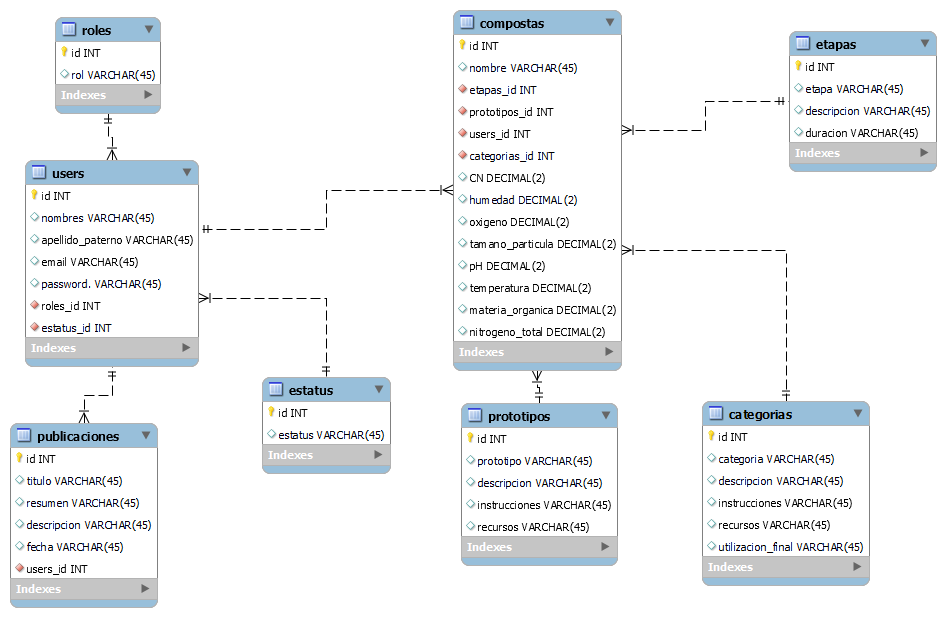 roles
id INT
rol VARCHAR(45)
Indexes
users
id INT
nombres VARCHAR(45)
apellido_paterno VARCHAR(45)
email VARCHAR(45)
password. VARCHAR(45)
roles_id INT
estatus_id INT
Indexes
publicaciones
id INT
titulo VARCHAR(45)
resumen VARCHAR(45)
descripcion VARCHAR(45)
fecha VARCHAR(45)
users_id INT
Indexes
estatus
id INT
estatus VARCHAR(45)
Indexes
compostas
id INT
nombre VARCHAR(45)
etapas_id INT
prototipos_id INT
users_id INT
categorias_id INT
CN DECIMAL(2)
humedad DECIMAL(2)
oxigeno DECIMAL(2)
tamano_particula DECIMAL(2)
pH DECIMAL(2)
temperatura DECIMAL(2)
materia_organica DECIMAL(2)
nitrogeno_total DECIMAL(2)
Indexes
prototipos
id INT
prototipo VARCHAR(45)
descripcion VARCHAR(45)
instrucciones VARCHAR(45)
recursos VARCHAR(45)
Indexes
etapas
id INT
etapa VARCHAR(45)
descripcion VARCHAR(45)
duracion VARCHAR(45)
Indexes
categorias
id INT
categoria VARCHAR(45)
descripcion VARCHAR(45)
instrucciones VARCHAR(45)
recursos VARCHAR(45)
utilizacion_final VARCHAR(45)
Indexes